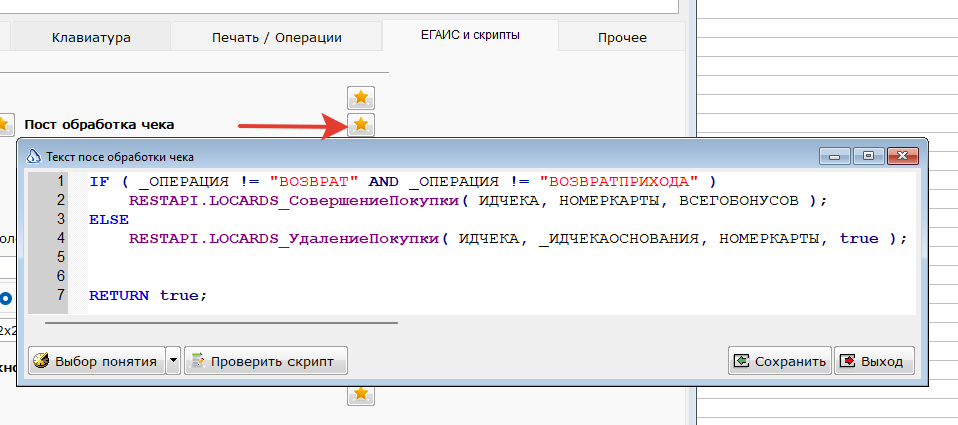 Клавиатура Печать / Операции ЕГАИС и скрипты Прочее
Пост обработка чека
Текст посе обработки чека
1 IF ( _ОПЕРАЦИЯ != "ВОЗВРАТ" AND _ОПЕРАЦИЯ != "ВОЗВРАТПРИХОДА" )
2 RESTAPI.LOCARDS_СовершениеПокупки( ИДЧЕКА, НОМЕРКАРТЫ, ВСЕГОБОНУСОВ );
3 ELSE
4 RESTAPI.LOCARDS_УдалениеПокупки( ИДЧЕКА, _ИДЧЕКАОСНОВАНИЯ, НОМЕРКАРТЫ, true );
5
6
7 RETURN true;
Выбор понятия Проверить скрипт Сохранить Выход